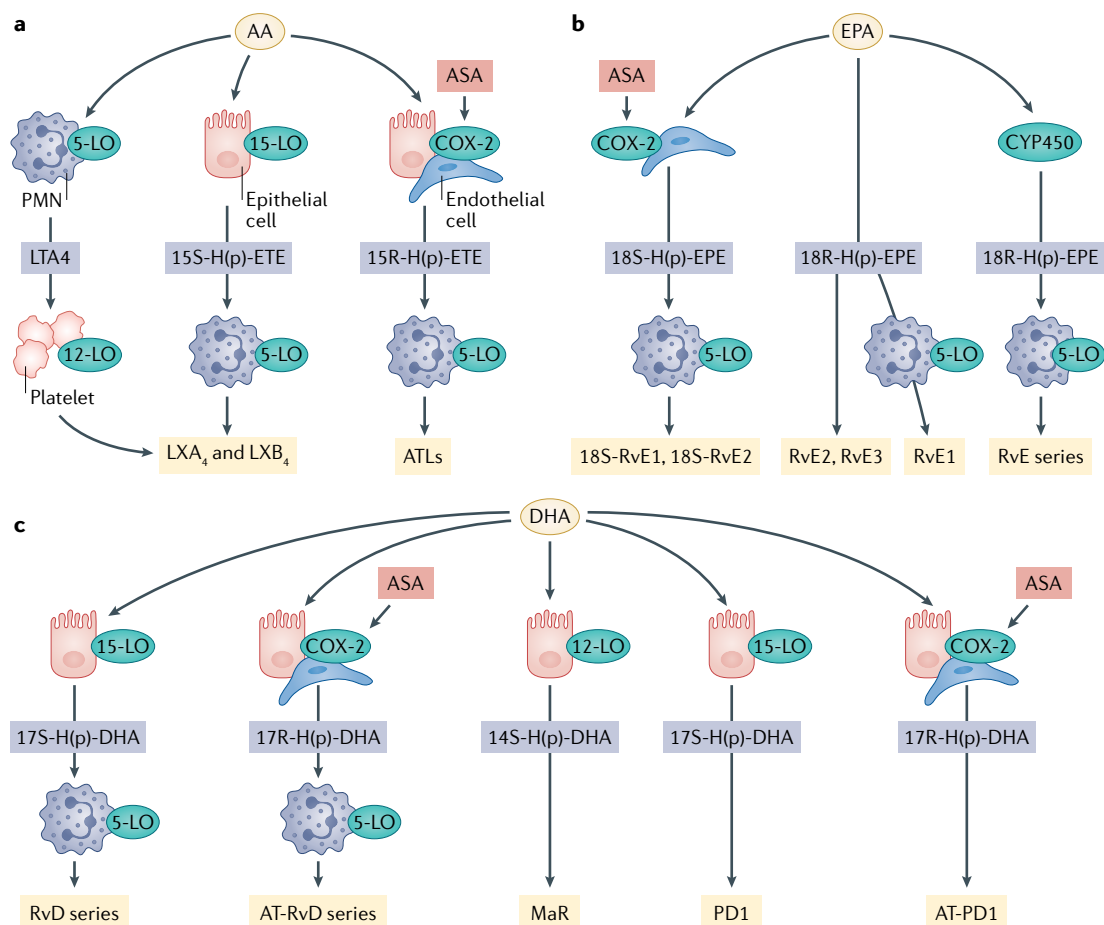 a
AA
ASA
5-LO
15-LO
COX-2
PMN
Epithelial
cell
Endothelial
cell
LTA4
15S-H(p)-ETE
15R-H(p)-ETE
12-LO
5-LO
5-LO
Platelet
LXA₄ and LXB₄
ATLs
b
EPA
ASA
COX-2
CYP450
18S-H(p)-EPE
18R-H(p)-EPE
18R-H(p)-EPE
5-LO
5-LO
5-LO
18S-RvE1, 18S-RvE2
RvE2, RvE3
RvE1
RvE series
c
DHA
ASA
ASA
15-LO
COX-2
12-LO
15-LO
COX-2
17S-H(p)-DHA
17R-H(p)-DHA
14S-H(p)-DHA
17S-H(p)-DHA
17R-H(p)-DHA
5-LO
5-LO
RvD series
AT-RvD series
MaR
PD1
AT-PD1